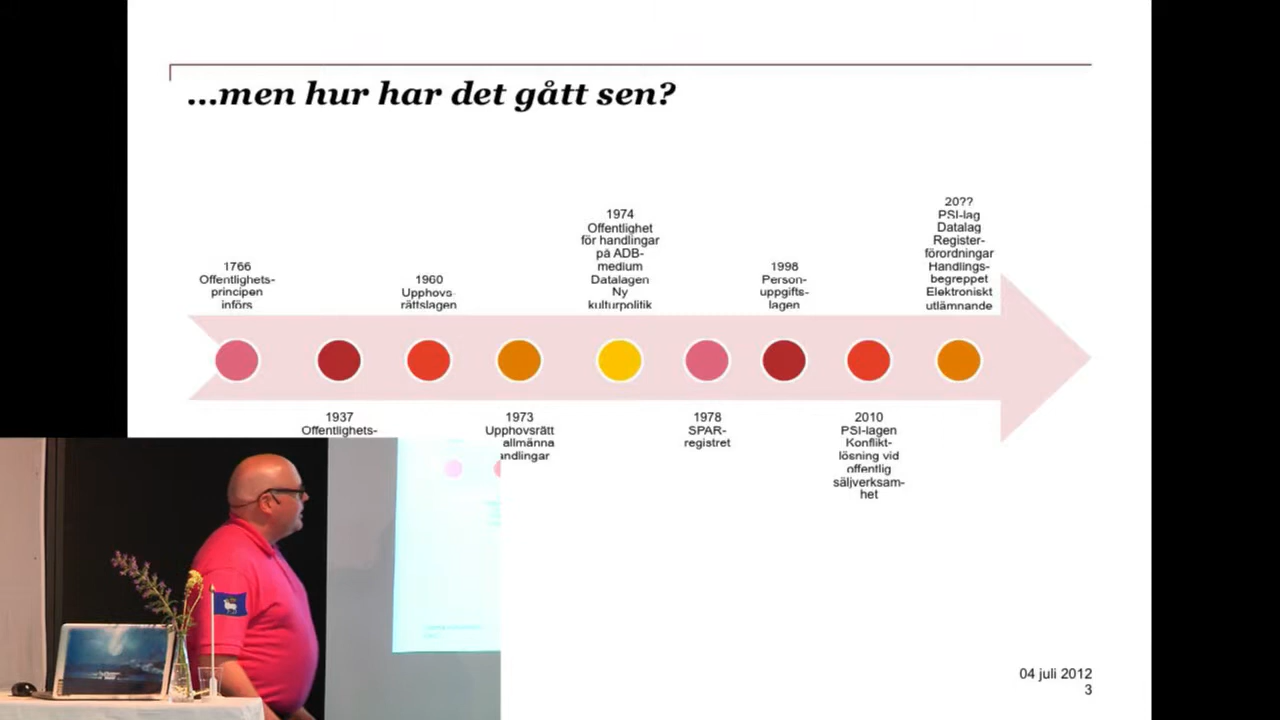 ...men hur har det gått sen?
1766
Offentlighets-
principen
införs
1937
Offentlighets-
1960
Upphovs-
rättslagen
1973
Upphovsrätt
allmänna
andlingar
1974
Offentlighet
för handlingar
på ADB-
medium
Datalagen
Ny
kulturpolitik
1978
SPAR-
registret
1998
Person-
uppgifts-
lagen
2010
PSI-lagen
Konflikt-
lösning vid
offentlig
säljverksam-
het
20??
PSI-lag
Datalag
Register-
förordningar
Handlings-
begreppet
Elektroniskt
utlämnande
04 juli 2012
3